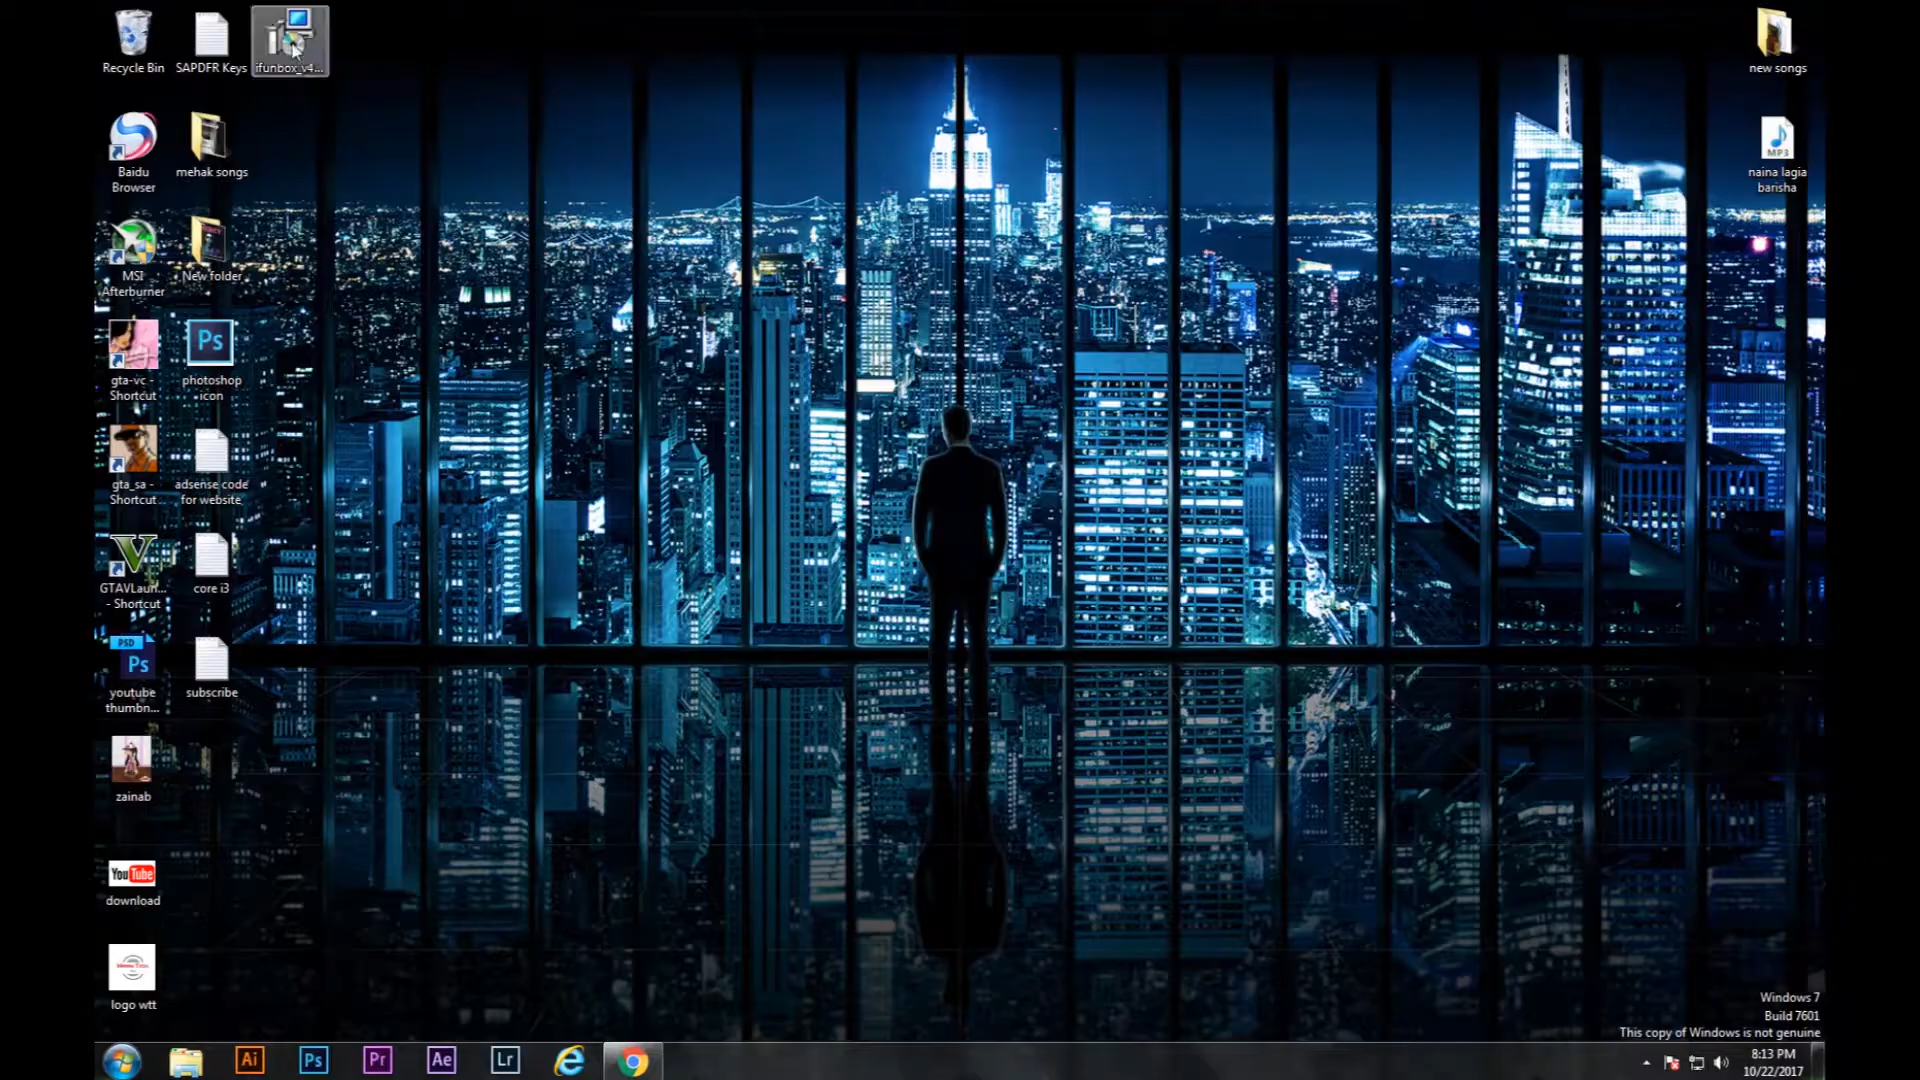 Recycle Bin
SAPDFR Keys
ifunbox_v4...
Baidu
Browser
mehak songs
MSI
Afterburner
New folder
gta-vc -
Shortcut
Ps
photoshop
icon
gta_sa -
Shortcut
adsense code
for website
GTAVLaun...
- Shortcut
core i3
PSD
Ps
youtube
thumbn...
subscribe
zainab
YouTube
download
logo wtt
new songs
MP3
naina lagia
barisha
Windows 7
Build 7601
This copy of Windows is not genuine
Ai
Ps
Pr
Ae
Lr
8:13 PM
10/22/2017